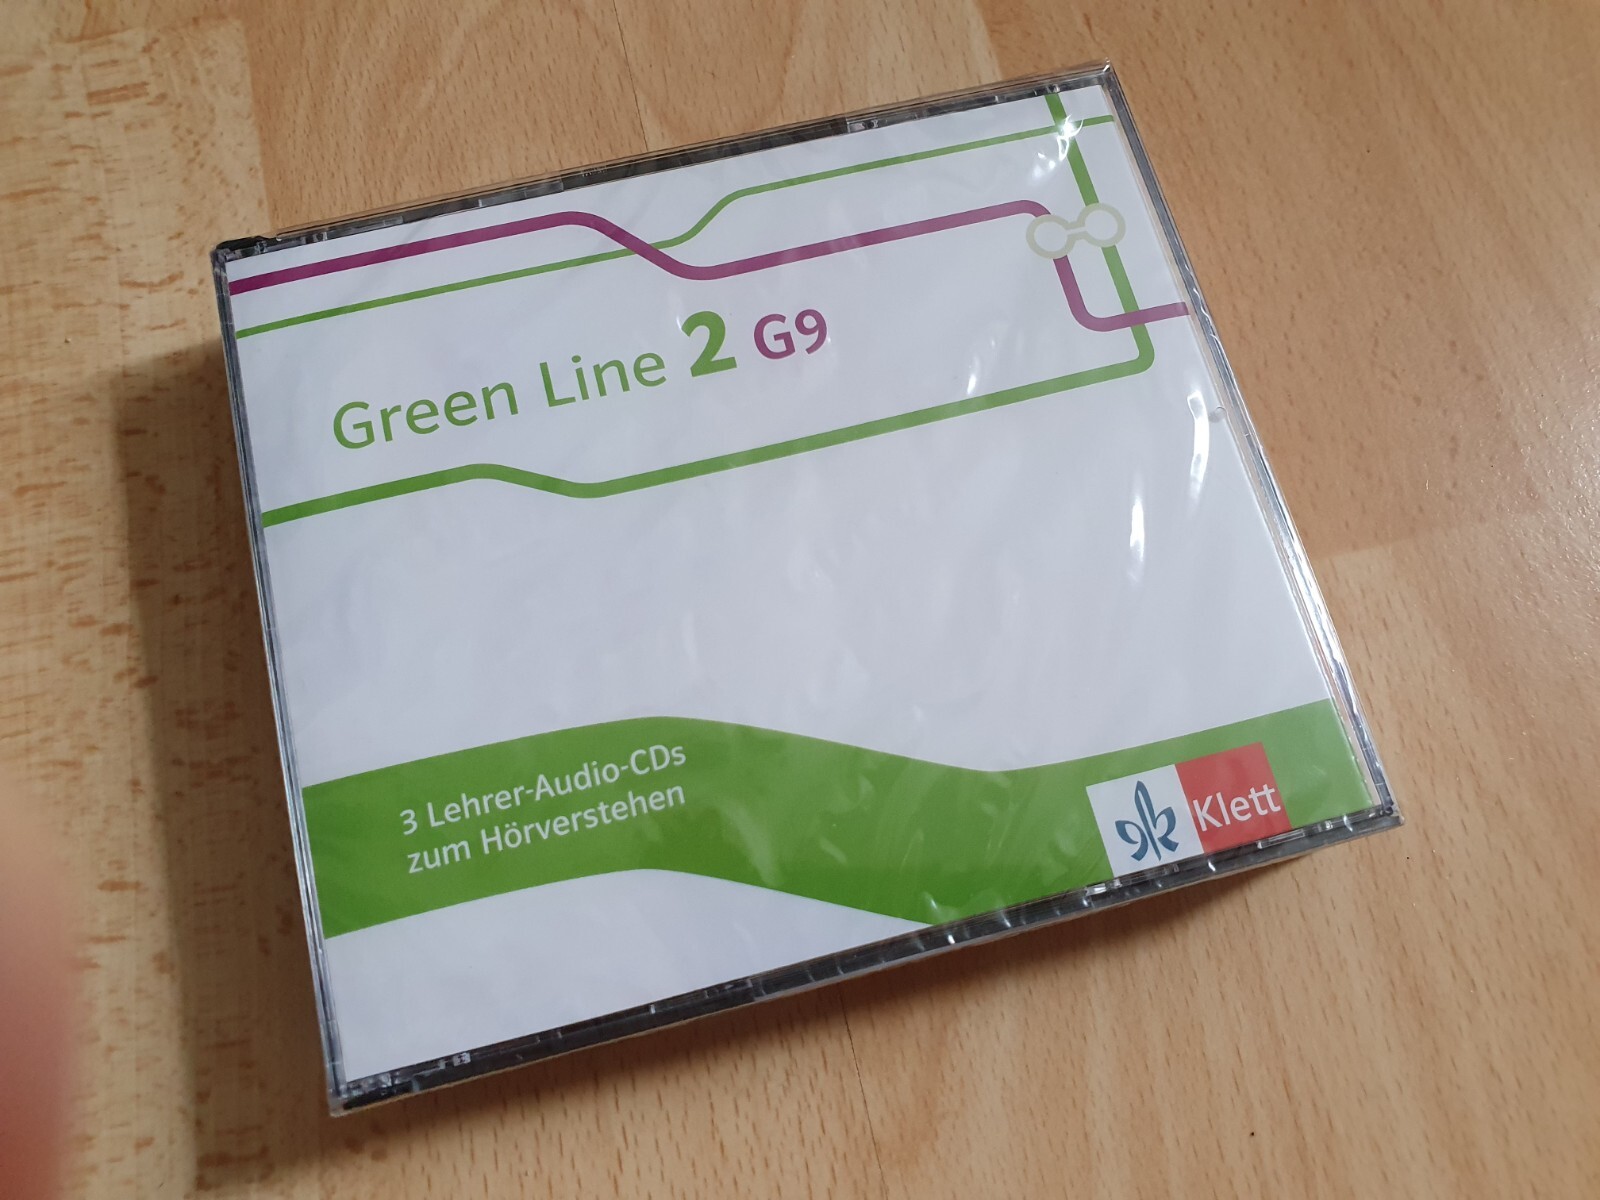 Green Line 2 G9
3 Lehrer-Audio-CDs
zum Hörverstehen
Klett